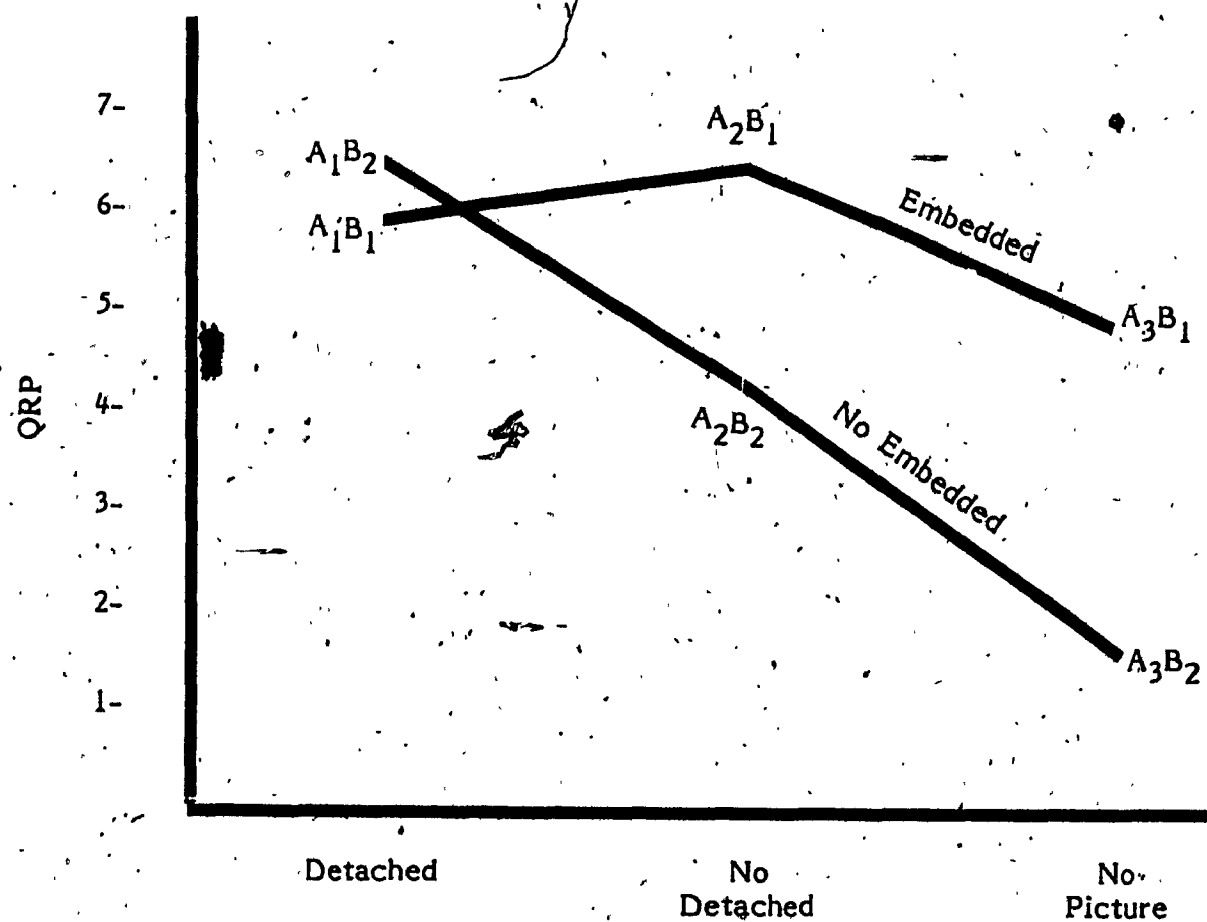 7-
A₂B₁
A₁B₂
6-
Embedded
A₁B₁
5-
A₃B₁
QRP
4-
A₂B₂
No Embedded
3-
2-
A₃B₂
1-
Detached
No
Detached
No
Picture